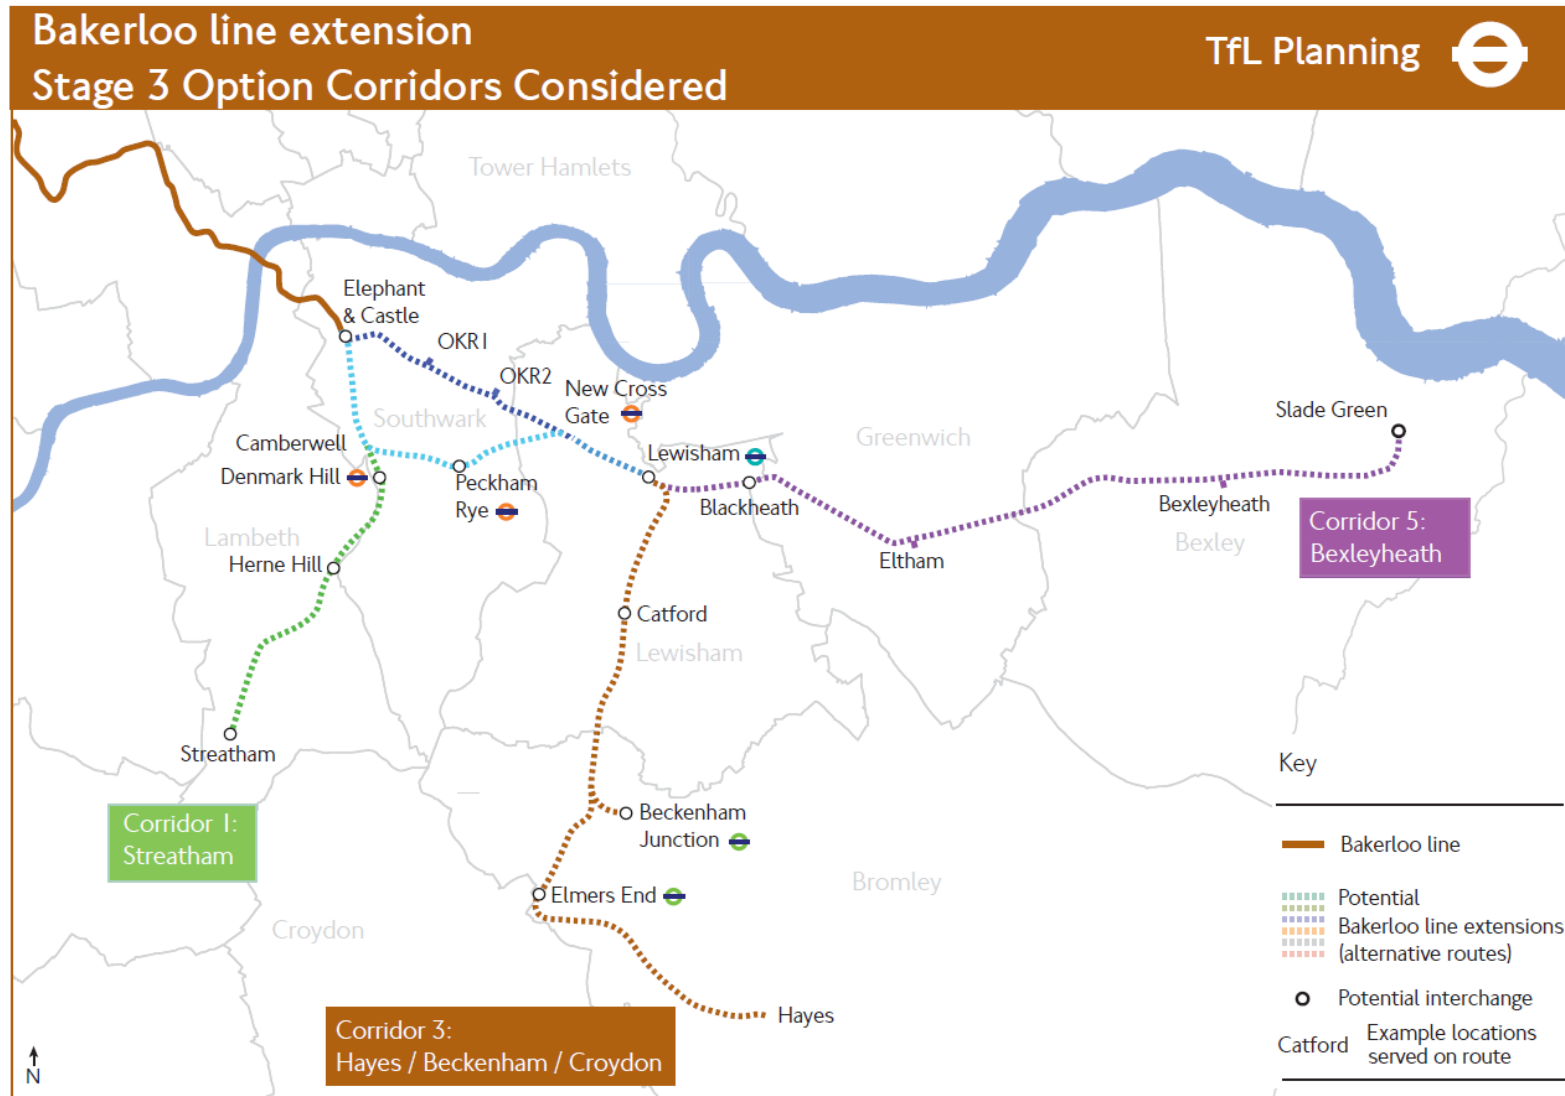 Bakerloo line extension
Stage 3 Option Corridors Considered
TfL Planning
Tower Hamlets
Elephant
& Castle
OKR1
OKR2
New Cross
Gate
Southwark
Camberwell
Denmark Hill
Peckham
Rye
Lewisham
Blackheath
Greenwich
Slade Green
Bexleyheath
Corridor 5:
Bexleyheath
Bexley
Eltham
Lambeth
Herne Hill
Catford
Lewisham
Streatham
Corridor 1:
Streatham
Beckenham
Junction
Elmers End
Bromley
Croydon
Hayes
Corridor 3:
Hayes / Beckenham / Croydon
N
Key
Bakerloo line
Potential
Bakerloo line extensions
(alternative routes)
Potential interchange
Catford
Example locations
served on route